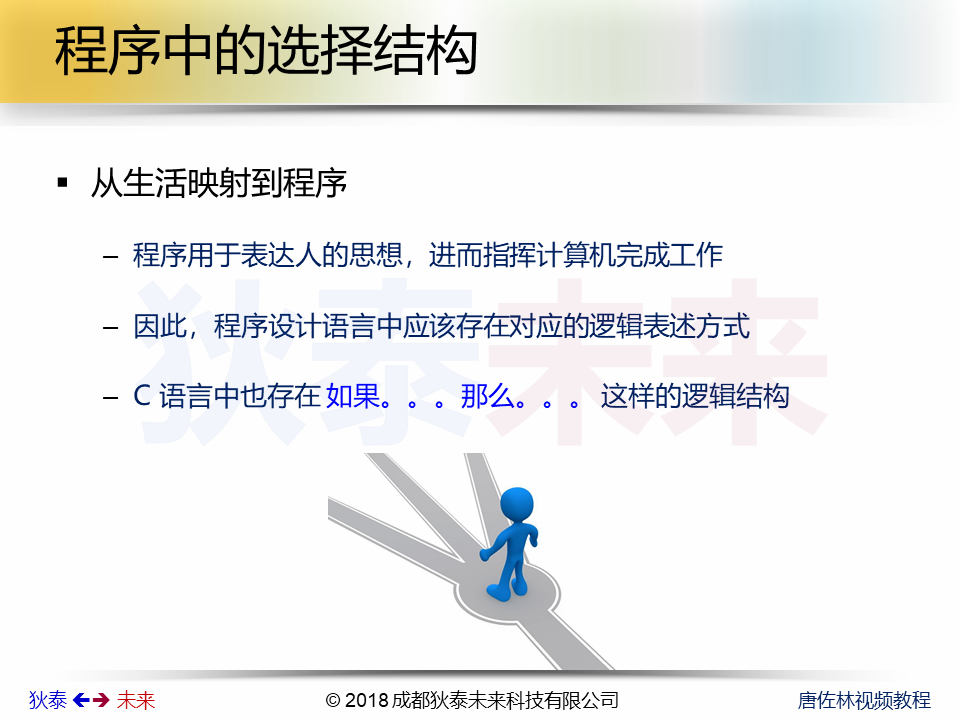 程序中的选择结构
从生活映射到程序
– 程序用于表达人的思想，进而指挥计算机完成工作
– 因此，程序设计语言中应该存在对应的逻辑表述方式
– C 语言中也存在 如果。。。那么。。。 这样的逻辑结构
狄泰未来
狄泰 未来
© 2018 成都狄泰未来科技有限公司
唐佐林视频教程